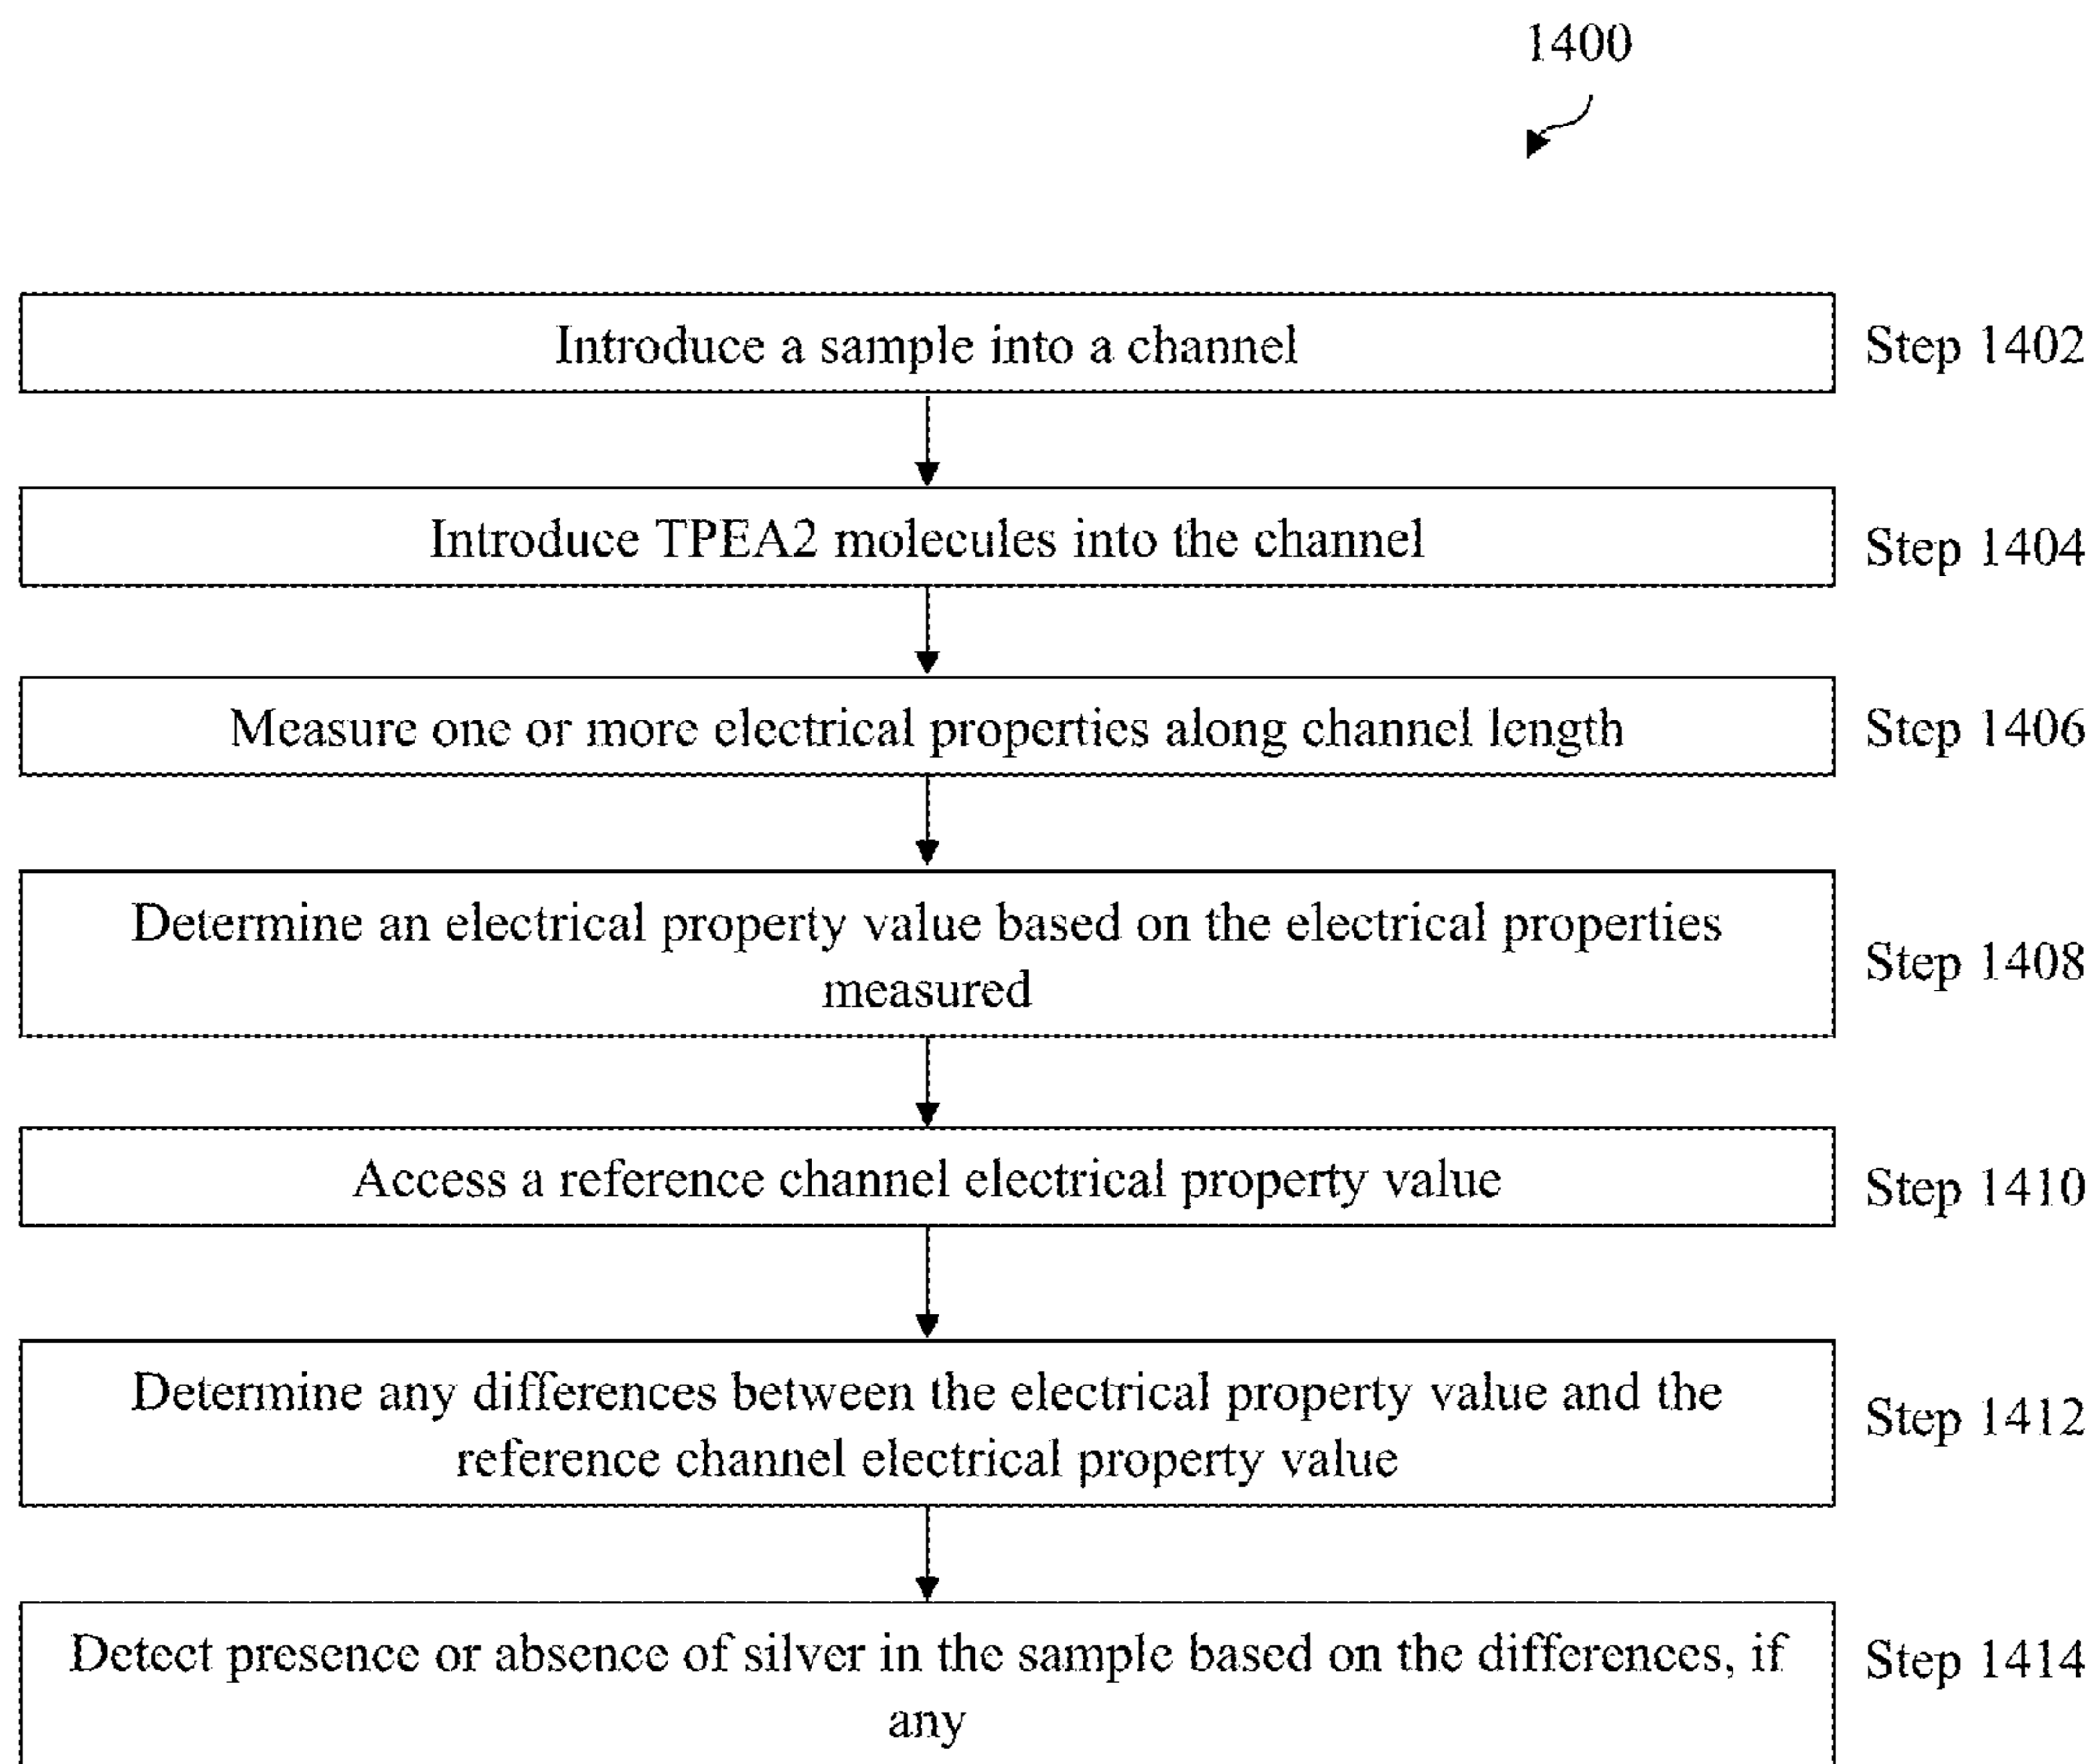 1400
Introduce a sample into a channel
Step 1402
Introduce TPEA2 molecules into the channel
Step 1404
Measure one or more electrical properties along channel length
Step 1406
Determine an electrical property value based on the electrical properties
measured
Step 1408
Access a reference channel electrical property value
Step 1410
Determine any differences between the electrical property value and the
reference channel electrical property value
Step 1412
Detect presence or absence of silver in the sample based on the differences, if
any
Step 1414